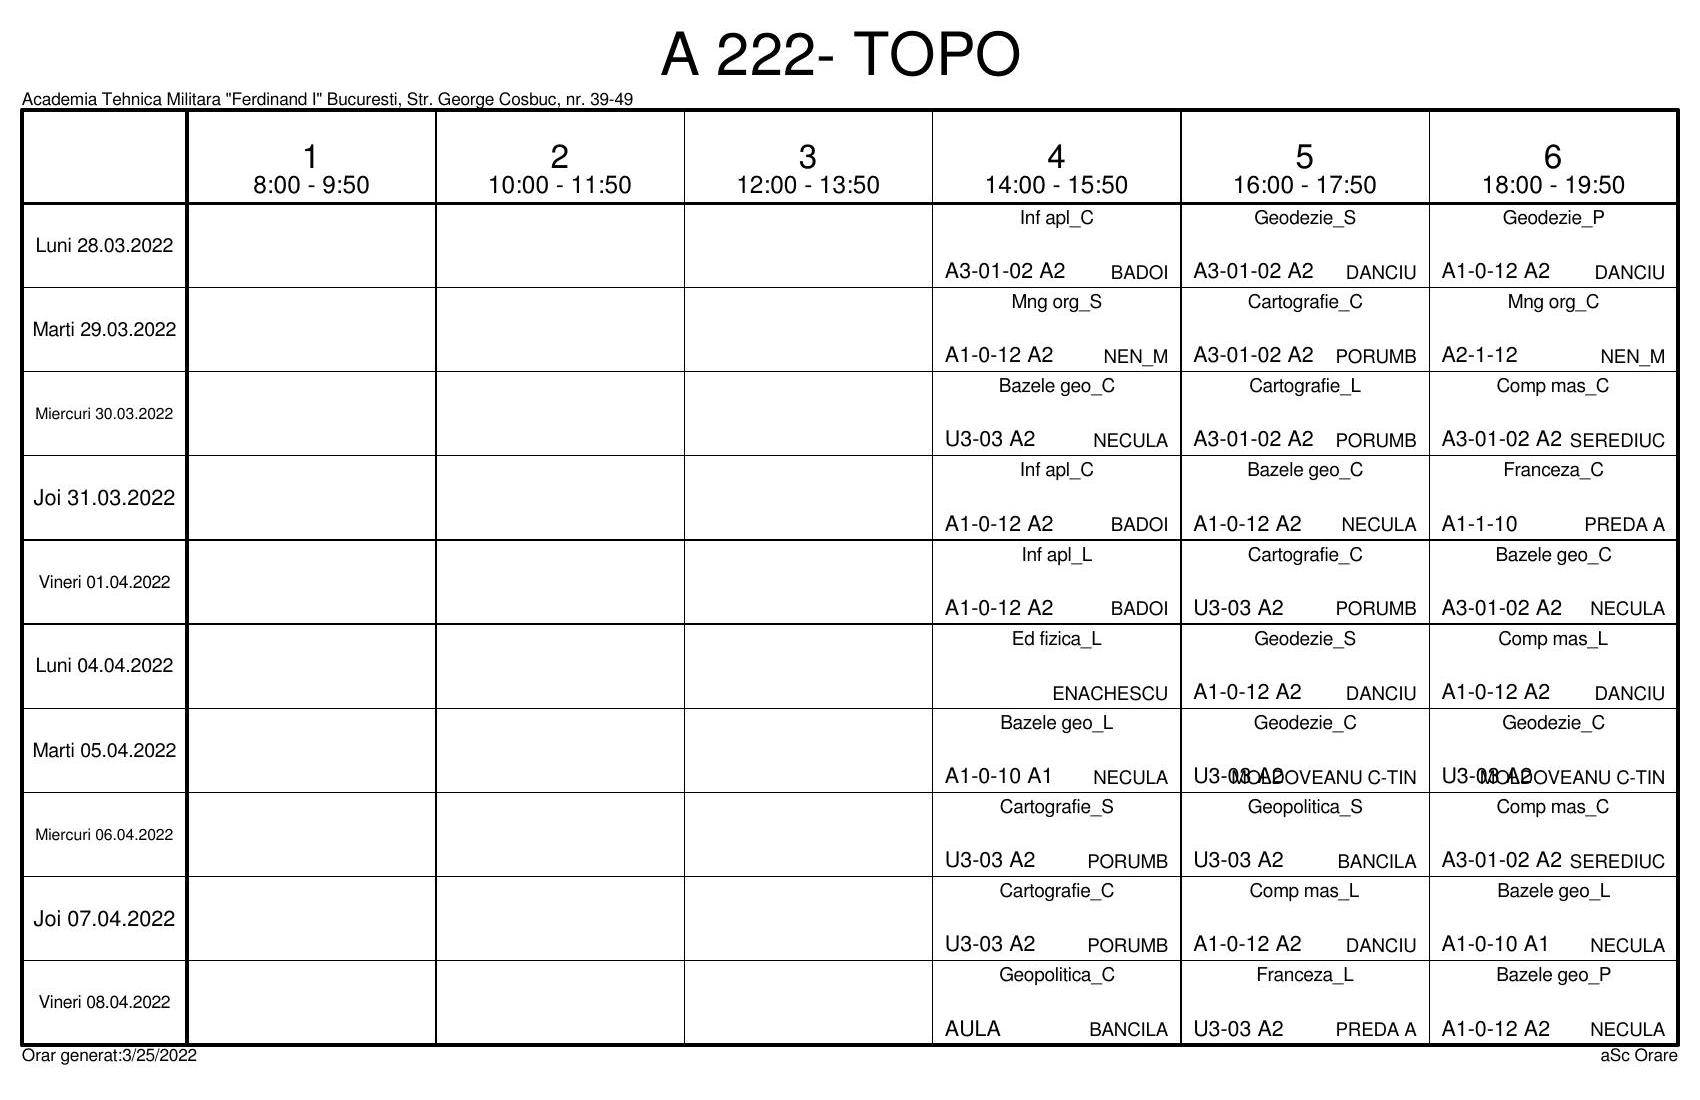 A 222- TOPO
Academia Tehnica Militara "Ferdinand I" Bucuresti, Str. George Cosbuc, nr. 39-49
1 2 3 4 5 6
8:00 - 9:50 10:00 - 11:50 12:00 - 13:50 14:00 - 15:50 16:00 - 17:50 18:00 - 19:50
Inf apl_C Geodezie_S Geodezie_P
Luni 28.03.2022
A3-01-02 A2 BADOI A3-01-02 A2 DANCIU A1-0-12 A2 DANCIU
Mng org_S Cartografie_C Mng org_C
Marti 29.03.2022
A1-0-12 A2 NEN_M A3-01-02 A2 PORUMB A2-1-12 NEN_M
Bazele geo_C Cartografie_L Comp mas_C
Miercuri 30.03.2022
U3-03 A2 NECULA A3-01-02 A2 PORUMB A3-01-02 A2 SEREDIUC
Inf apl_C Bazele geo_C Franceza_C
Joi 31.03.2022
A1-0-12 A2 BADOI A1-0-12 A2 NECULA A1-1-10 PREDA A
Inf apl_L Cartografie_C Bazele geo_C
Vineri 01.04.2022
A1-0-12 A2 BADOI U3-03 A2 PORUMB A3-01-02 A2 NECULA
Ed fizica_L Geodezie_S Comp mas_L
Luni 04.04.2022
ENACHESCU A1-0-12 A2 DANCIU A1-0-12 A2 DANCIU
Bazele geo_L Geodezie_C Geodezie_C
Marti 05.04.2022
A1-0-10 A1 NECULA U3-03 A2 MOLDOVEANU C-TIN U3-03 A2 MOLDOVEANU C-TIN
Cartografie_S Geopolitica_S Comp mas_C
Miercuri 06.04.2022
U3-03 A2 PORUMB U3-03 A2 BANCILA A3-01-02 A2 SEREDIUC
Cartografie_C Comp mas_L Bazele geo_L
Joi 07.04.2022
U3-03 A2 PORUMB A1-0-12 A2 DANCIU A1-0-10 A1 NECULA
Geopolitica_C Franceza_L Bazele geo_P
Vineri 08.04.2022
AULA BANCILA U3-03 A2 PREDA A A1-0-12 A2 NECULA
Orar generat:3/25/2022 aSc Orare